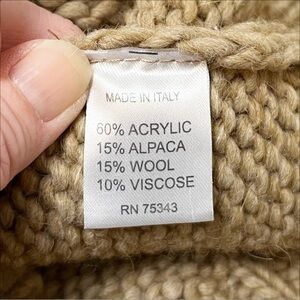 MADE IN ITALY
60% ACRYLIC
15% ALPACA
15% WOOL
10% VISCOSE
RN 75343